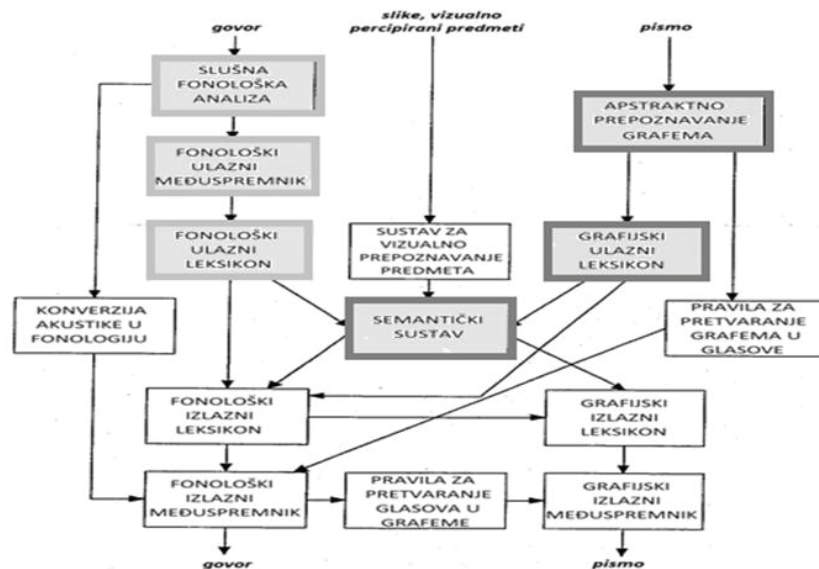 govor
slike, vizualno
percipirani predmeti
pismo
SLUŠNA
FONOLOŠKA
ANALIZA
APSTRAKTNO
PREPOZNAVANJE
GRAFEMA
FONOLOŠKI
ULAZNI
MEĐUSPREMNIK
FONOLOŠKI
ULAZNI
LEKSIKON
SUSTAV ZA
VIZUALNO
PREPOZNAVANJE
PREDMETA
GRAFIJSKI
ULAZNI
LEKSIKON
KONVERZIJA
AKUSTIKE U
FONOLOGIJU
SEMANTIČKI
SUSTAV
PRAVILA ZA
PRETVARANJE
GRAFEMA U
GLASOVE
FONOLOŠKI
IZLAZNI
LEKSIKON
GRAFIJSKI
IZLAZNI
LEKSIKON
FONOLOŠKI
IZLAZNI
MEĐUSPREMNIK
PRAVILA ZA
PRETVARANJE
GLASOVA U
GRAFEME
GRAFIJSKI
IZLAZNI
MEĐUSPREMNIK
govor
pismo